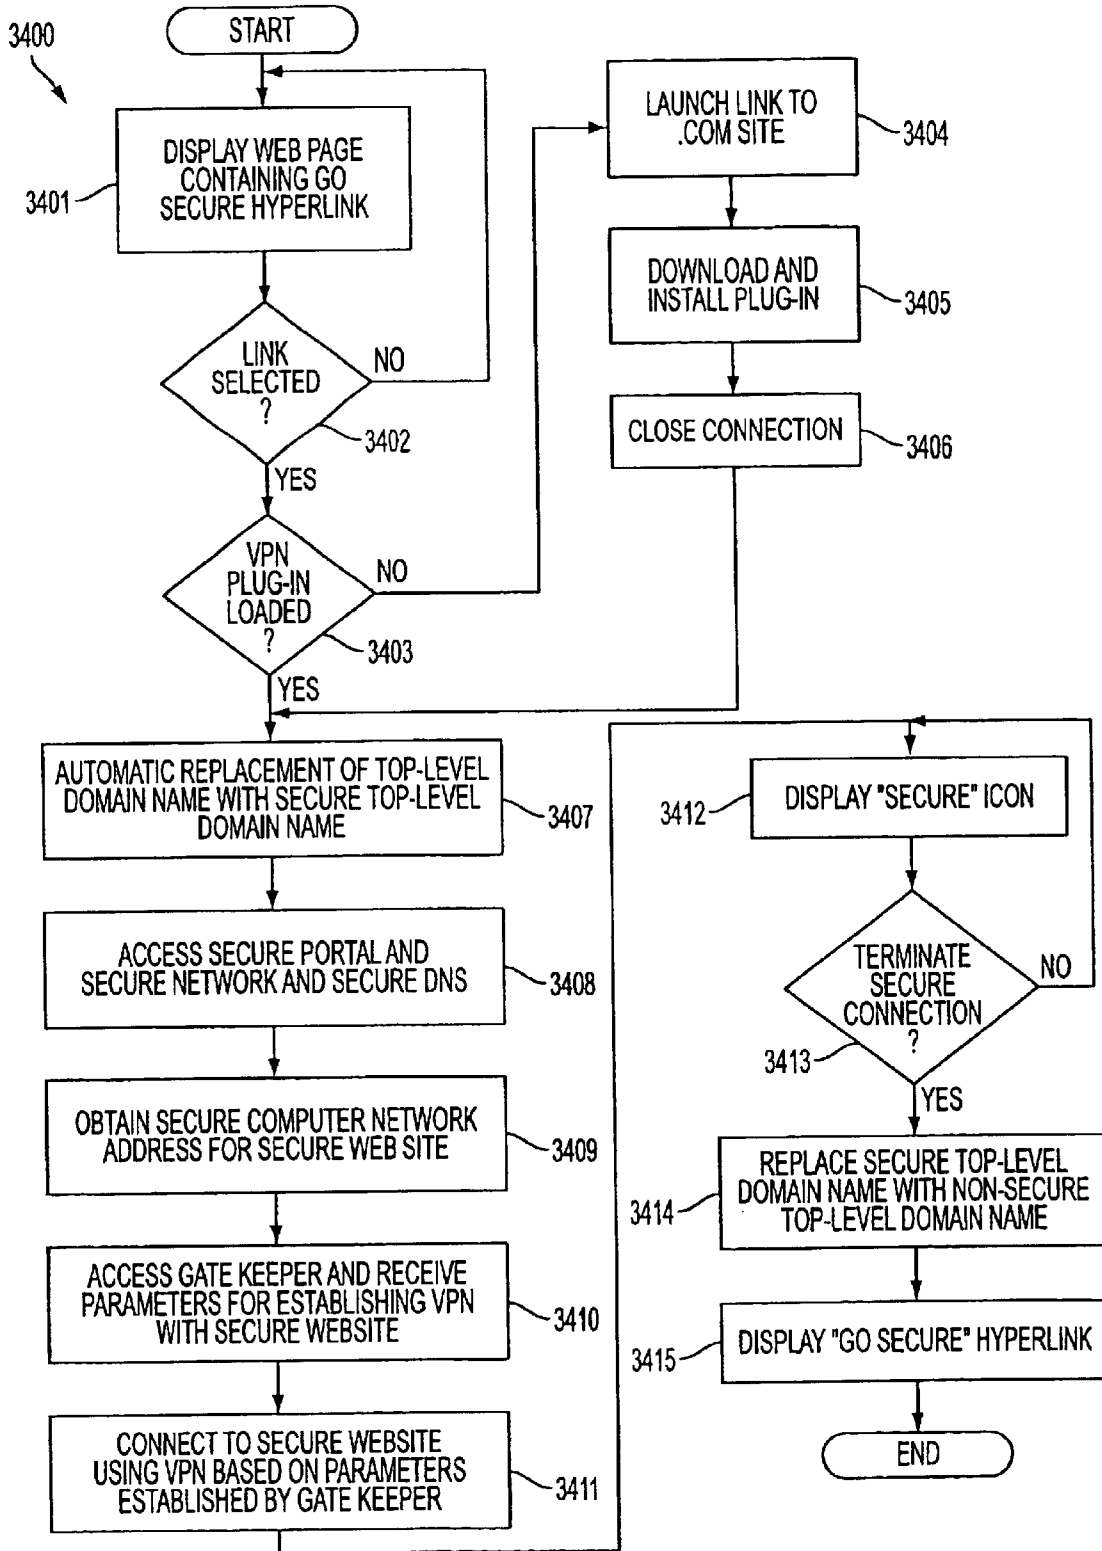 3400
START
DISPLAY WEB PAGE
CONTAINING GO
SECURE HYPERLINK
3401
LINK
SELECTED
?
NO
3402
YES
VPN
PLUG-IN
LOADED
?
NO
3403
YES
LAUNCH LINK TO
.COM SITE
3404
DOWNLOAD AND
INSTALL PLUG-IN
3405
CLOSE CONNECTION
3406
AUTOMATIC REPLACEMENT OF TOP-LEVEL
DOMAIN NAME WITH SECURE TOP-LEVEL
DOMAIN NAME
3407
ACCESS SECURE PORTAL AND
SECURE NETWORK AND SECURE DNS
3408
OBTAIN SECURE COMPUTER NETWORK
ADDRESS FOR SECURE WEB SITE
3409
ACCESS GATE KEEPER AND RECEIVE
PARAMETERS FOR ESTABLISHING VPN
WITH SECURE WEBSITE
3410
CONNECT TO SECURE WEBSITE
USING VPN BASED ON PARAMETERS
ESTABLISHED BY GATE KEEPER
3411
DISPLAY "SECURE" ICON
3412
TERMINATE
SECURE
CONNECTION
?
NO
3413
YES
REPLACE SECURE TOP-LEVEL
DOMAIN NAME WITH NON-SECURE
TOP-LEVEL DOMAIN NAME
3414
DISPLAY "GO SECURE" HYPERLINK
3415
END